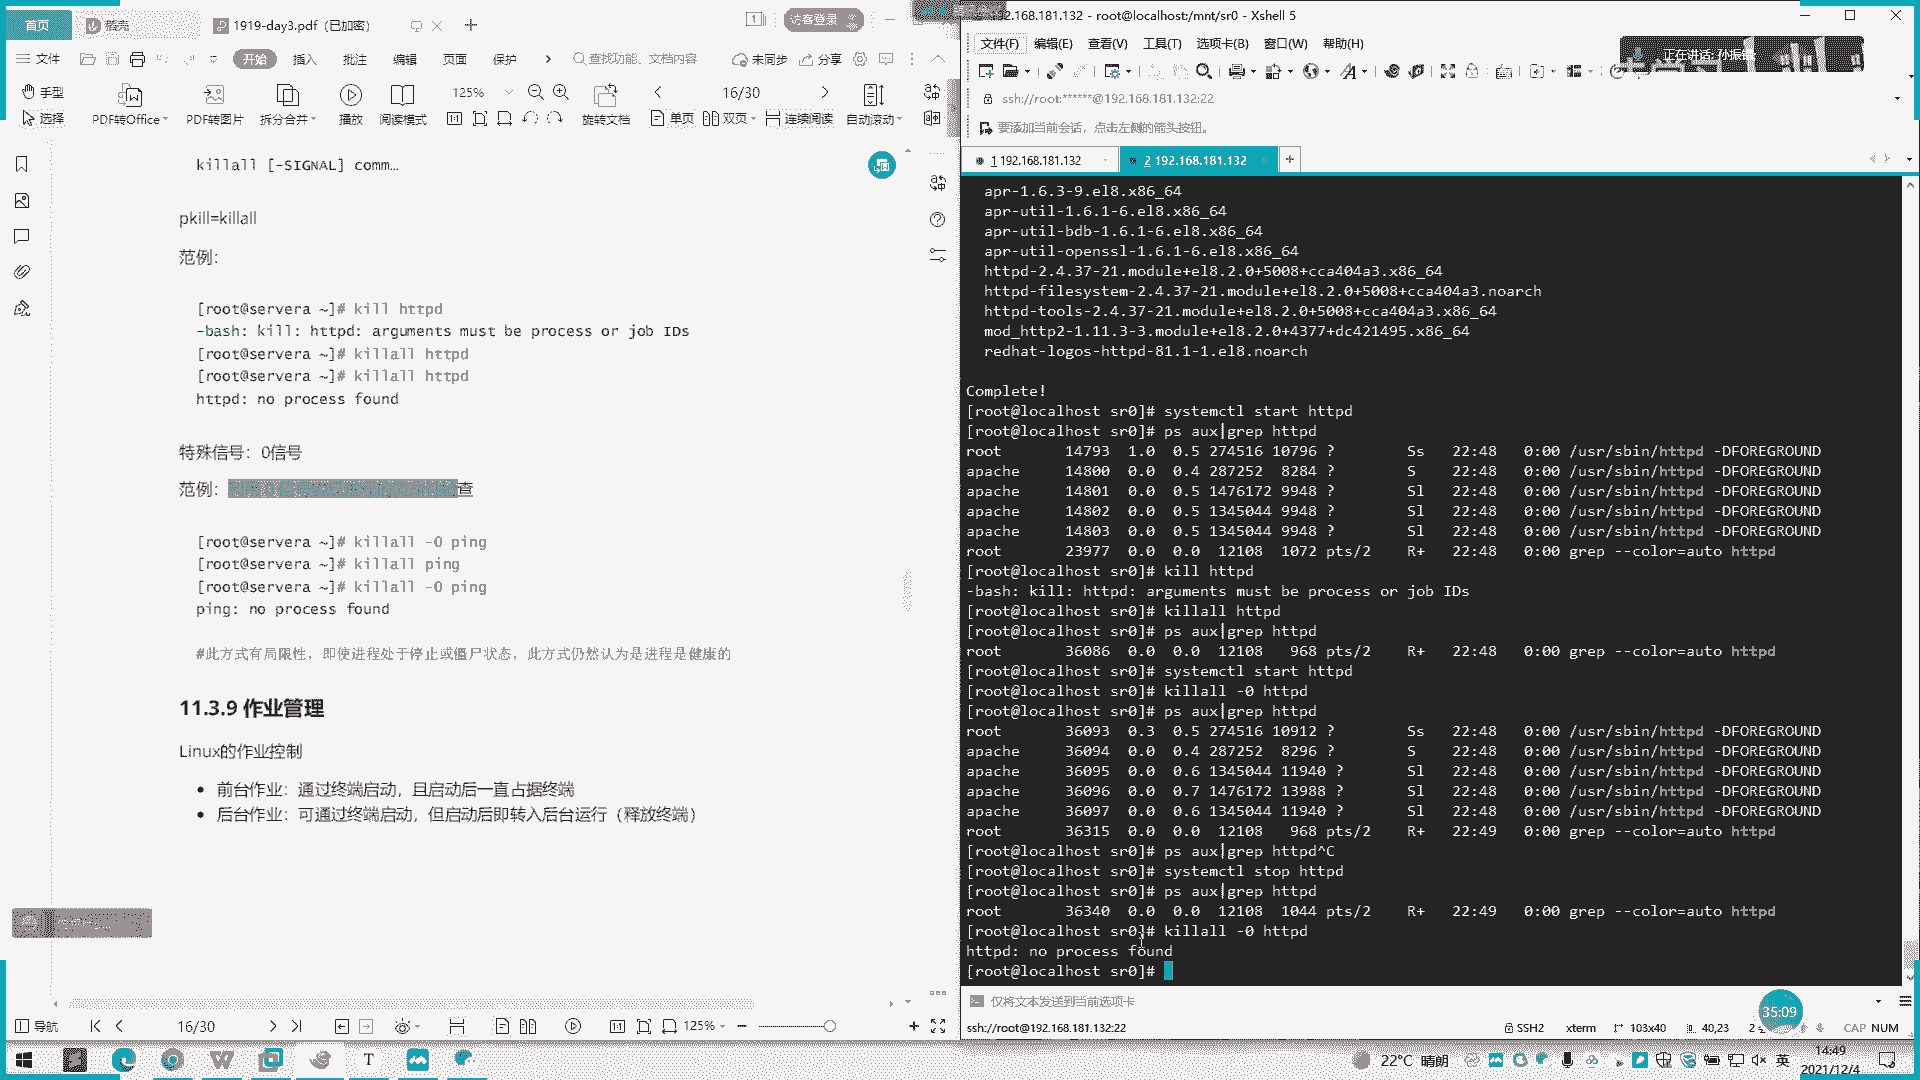 首页
稻壳
1919-day3.pdf（已加密）
访客登录
文件
开始
插入
批注
编辑
页面
保护
查找功能、文档内容
未同步
分享
手型
选择
PDF转Office
PDF转图片
拆分合并
播放
阅读模式
125%
16/30
旋转文档
单页
双页
连续阅读
自动滚动
killall [-SIGNAL] comm…
pkill=killall
范例：
[root@servera ~]# kill httpd
-bash: kill: httpd: arguments must be process or job IDs
[root@servera ~]# killall httpd
[root@servera ~]# killall httpd
httpd: no process found
特殊信号：0信号
范例：
查
[root@servera ~]# killall -0 ping
[root@servera ~]# killall ping
[root@servera ~]# killall -0 ping
ping: no process found
#此方式有局限性，即使进程处于停止或僵尸状态，此方式仍然认为是进程是健康的
11.3.9 作业管理
Linux的作业控制
• 前台作业：通过终端启动，且启动后一直占据终端
• 后台作业：可通过终端启动，但启动后即转入后台运行（释放终端）
导航
16/30
125%
192.168.181.132 - root@localhost:/mnt/sr0 - Xshell 5
文件(F) 编辑(E) 查看(V) 工具(T) 选项卡(B) 窗口(W) 帮助(H)
正在讲话:
ssh://root:******@192.168.181.132:22
要添加当前会话，点击左侧的箭头按钮。
1 192.168.181.132
2 192.168.181.132
apr-1.6.3-9.el8.x86_64
apr-util-1.6.1-6.el8.x86_64
apr-util-bdb-1.6.1-6.el8.x86_64
apr-util-openssl-1.6.1-6.el8.x86_64
httpd-2.4.37-21.module+el8.2.0+5008+cca404a3.x86_64
httpd-filesystem-2.4.37-21.module+el8.2.0+5008+cca404a3.noarch
httpd-tools-2.4.37-21.module+el8.2.0+5008+cca404a3.x86_64
mod_http2-1.11.3-3.module+el8.2.0+4377+dc421495.x86_64
redhat-logos-httpd-81.1-1.el8.noarch
Complete!
[root@localhost sr0]# systemctl start httpd
[root@localhost sr0]# ps aux|grep httpd
root 14793 1.0 0.5 274516 10796 ? Ss 22:48 0:00 /usr/sbin/httpd -DFOREGROUND
apache 14800 0.0 0.4 287252 8284 ? S 22:48 0:00 /usr/sbin/httpd -DFOREGROUND
apache 14801 0.0 0.5 1476172 9948 ? Sl 22:48 0:00 /usr/sbin/httpd -DFOREGROUND
apache 14802 0.0 0.5 1345044 9948 ? Sl 22:48 0:00 /usr/sbin/httpd -DFOREGROUND
apache 14803 0.0 0.5 1345044 9948 ? Sl 22:48 0:00 /usr/sbin/httpd -DFOREGROUND
root 23977 0.0 0.0 12108 1072 pts/2 R+ 22:48 0:00 grep --color=auto httpd
[root@localhost sr0]# kill httpd
-bash: kill: httpd: arguments must be process or job IDs
[root@localhost sr0]# killall httpd
[root@localhost sr0]# ps aux|grep httpd
root 36086 0.0 0.0 12108 968 pts/2 R+ 22:48 0:00 grep --color=auto httpd
[root@localhost sr0]# systemctl start httpd
[root@localhost sr0]# killall -0 httpd
[root@localhost sr0]# ps aux|grep httpd
root 36093 0.3 0.5 274516 10912 ? Ss 22:48 0:00 /usr/sbin/httpd -DFOREGROUND
apache 36094 0.0 0.4 287252 8296 ? S 22:48 0:00 /usr/sbin/httpd -DFOREGROUND
apache 36095 0.0 0.6 1345044 11940 ? Sl 22:48 0:00 /usr/sbin/httpd -DFOREGROUND
apache 36096 0.0 0.7 1476172 13988 ? Sl 22:48 0:00 /usr/sbin/httpd -DFOREGROUND
apache 36097 0.0 0.6 1345044 11940 ? Sl 22:48 0:00 /usr/sbin/httpd -DFOREGROUND
root 36315 0.0 0.0 12108 968 pts/2 R+ 22:49 0:00 grep --color=auto httpd
[root@localhost sr0]# ps aux|grep httpd^C
[root@localhost sr0]# systemctl stop httpd
[root@localhost sr0]# ps aux|grep httpd
root 36340 0.0 0.0 12108 1044 pts/2 R+ 22:49 0:00 grep --color=auto httpd
[root@localhost sr0]# killall -0 httpd
httpd: no process found
[root@localhost sr0]#
仅将文本发送到当前选项卡
35:09
ssh://root@192.168.181.132:22
SSH2 xterm 103x40 40,23 2 CAP NUM
22°C 晴朗
英
14:49
2021/12/4